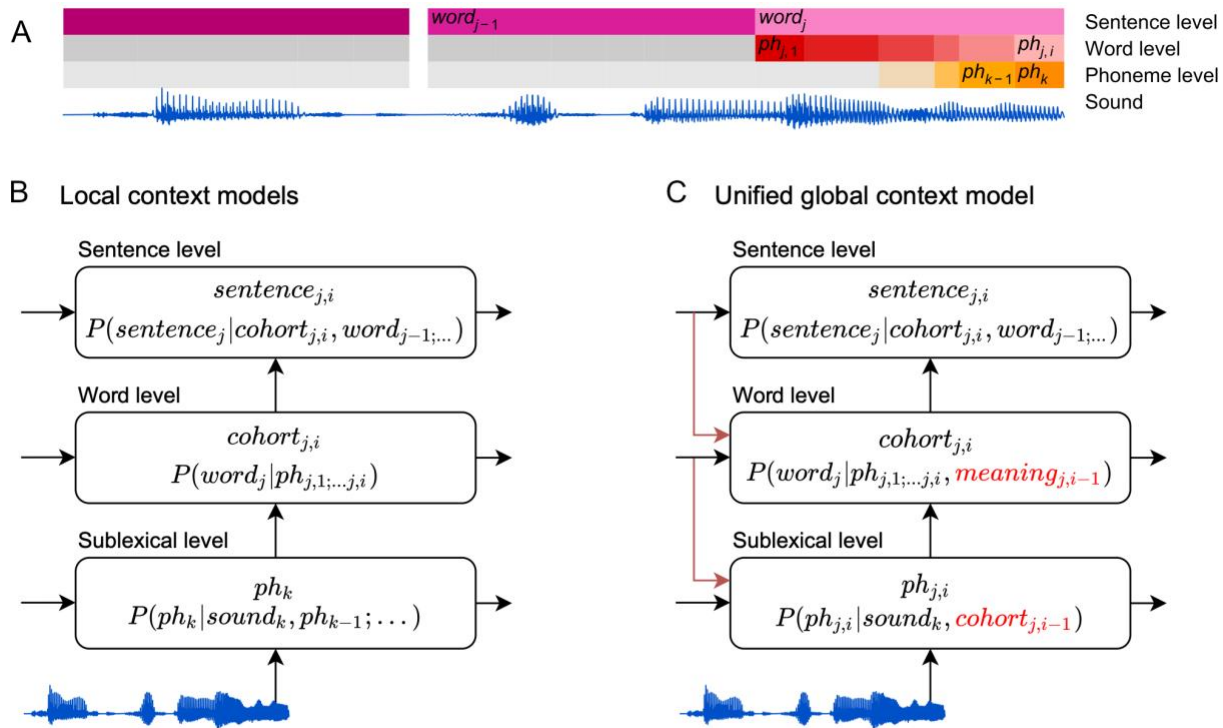 A
word_{j−1} word_j Sentence level
ph_{j,1} ph_{j,i} Word level
ph_{k−1} ph_k Phoneme level
Sound
B Local context models
Sentence level
sentence_{j,i}
P(sentence_j|cohort_{j,i}, word_{j−1;...})
Word level
cohort_{j,i}
P(word_j|ph_{j,1;...j,i})
Sublexical level
ph_k
P(ph_k|sound_k, ph_{k−1}; ...)
C Unified global context model
Sentence level
sentence_{j,i}
P(sentence_j|cohort_{j,i}, word_{j−1;...})
Word level
cohort_{j,i}
P(word_j|ph_{j,1;...j,i}, meaning_{j,i−1})
Sublexical level
ph_{j,i}
P(ph_{j,i}|sound_k, cohort_{j,i−1})